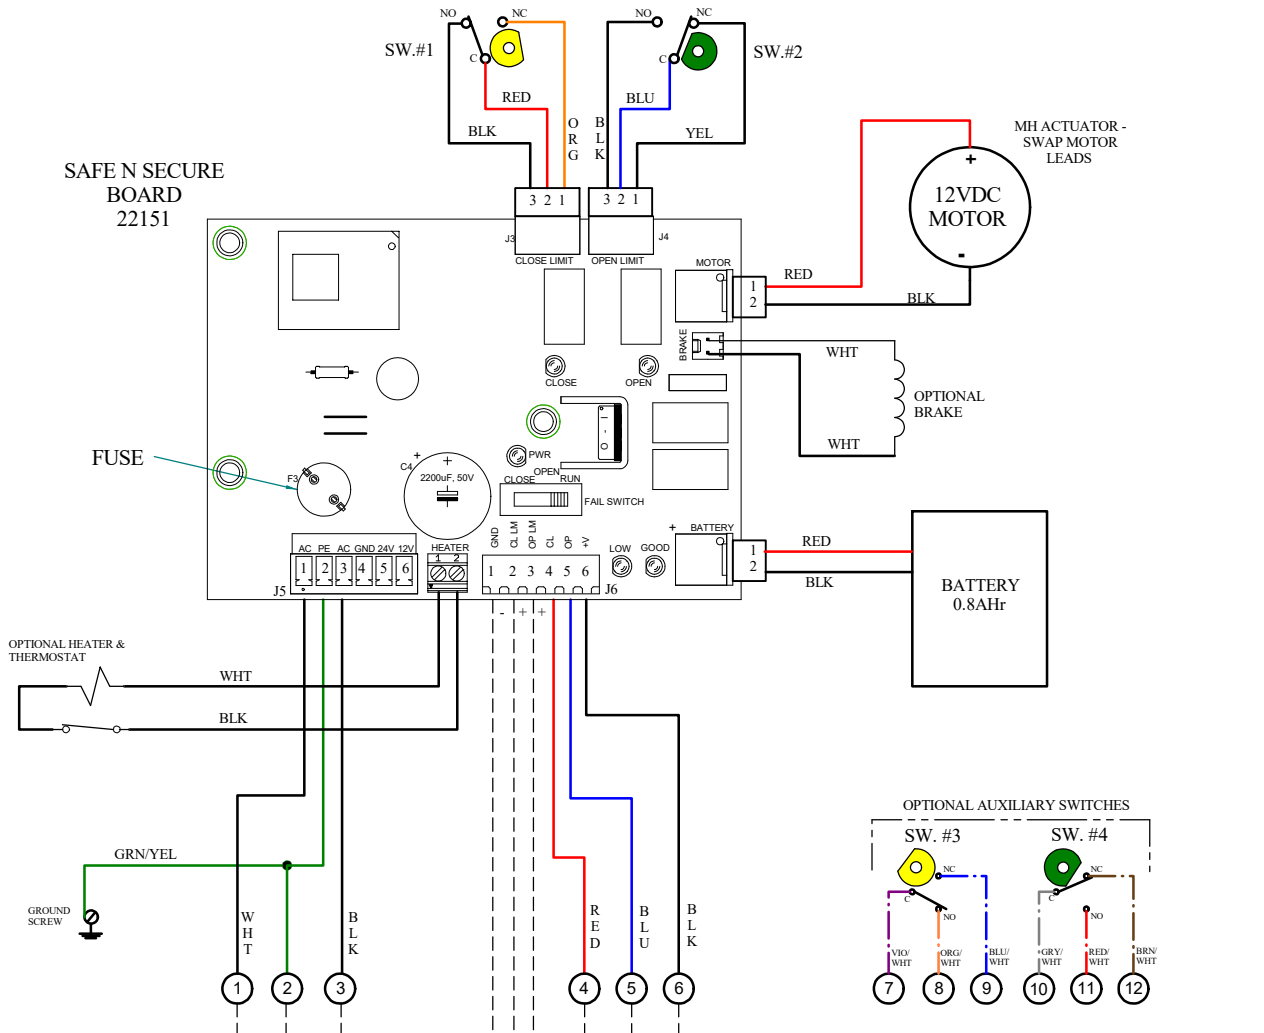 NO
NC
NO
NC
SW.#1
C
C
SW.#2
RED
BLU
BLK
ORG
BLK
YEL
MH ACTUATOR -
SWAP MOTOR
LEADS
SAFE N SECURE
BOARD
22151
+
12VDC
MOTOR
-
3 2 1
3 2 1
J3
J4
CLOSE LIMIT
OPEN LIMIT
MOTOR
1
2
RED
BLK
BRAKE
WHT
WHT
OPTIONAL
BRAKE
CLOSE
OPEN
I - O
PWR
FUSE
F3
+
C4
+
2200uF, 50V
OPEN
CLOSE
RUN
FAIL SWITCH
GND
CL LM
OP LM
CL
OP
+V
LOW
GOOD
+
BATTERY
1
2
RED
BLK
BATTERY
0.8AHr
AC PE AC GND 24V 12V
1 2 3 4 5 6
J5
HEATER
1 2
1 2 3 4 5 6
J6
- + +
OPTIONAL HEATER &
THERMOSTAT
WHT
BLK
GRN/YEL
GROUND
SCREW
WHT
BLK
RED
BLU
BLK
1
2
3
4
5
6
OPTIONAL AUXILIARY SWITCHES
SW. #3
SW. #4
NC
C
NO
NC
C
NO
VIO/
WHT
ORG/
WHT
BLU/
WHT
GRY/
WHT
RED/
WHT
BRN/
WHT
7
8
9
10
11
12